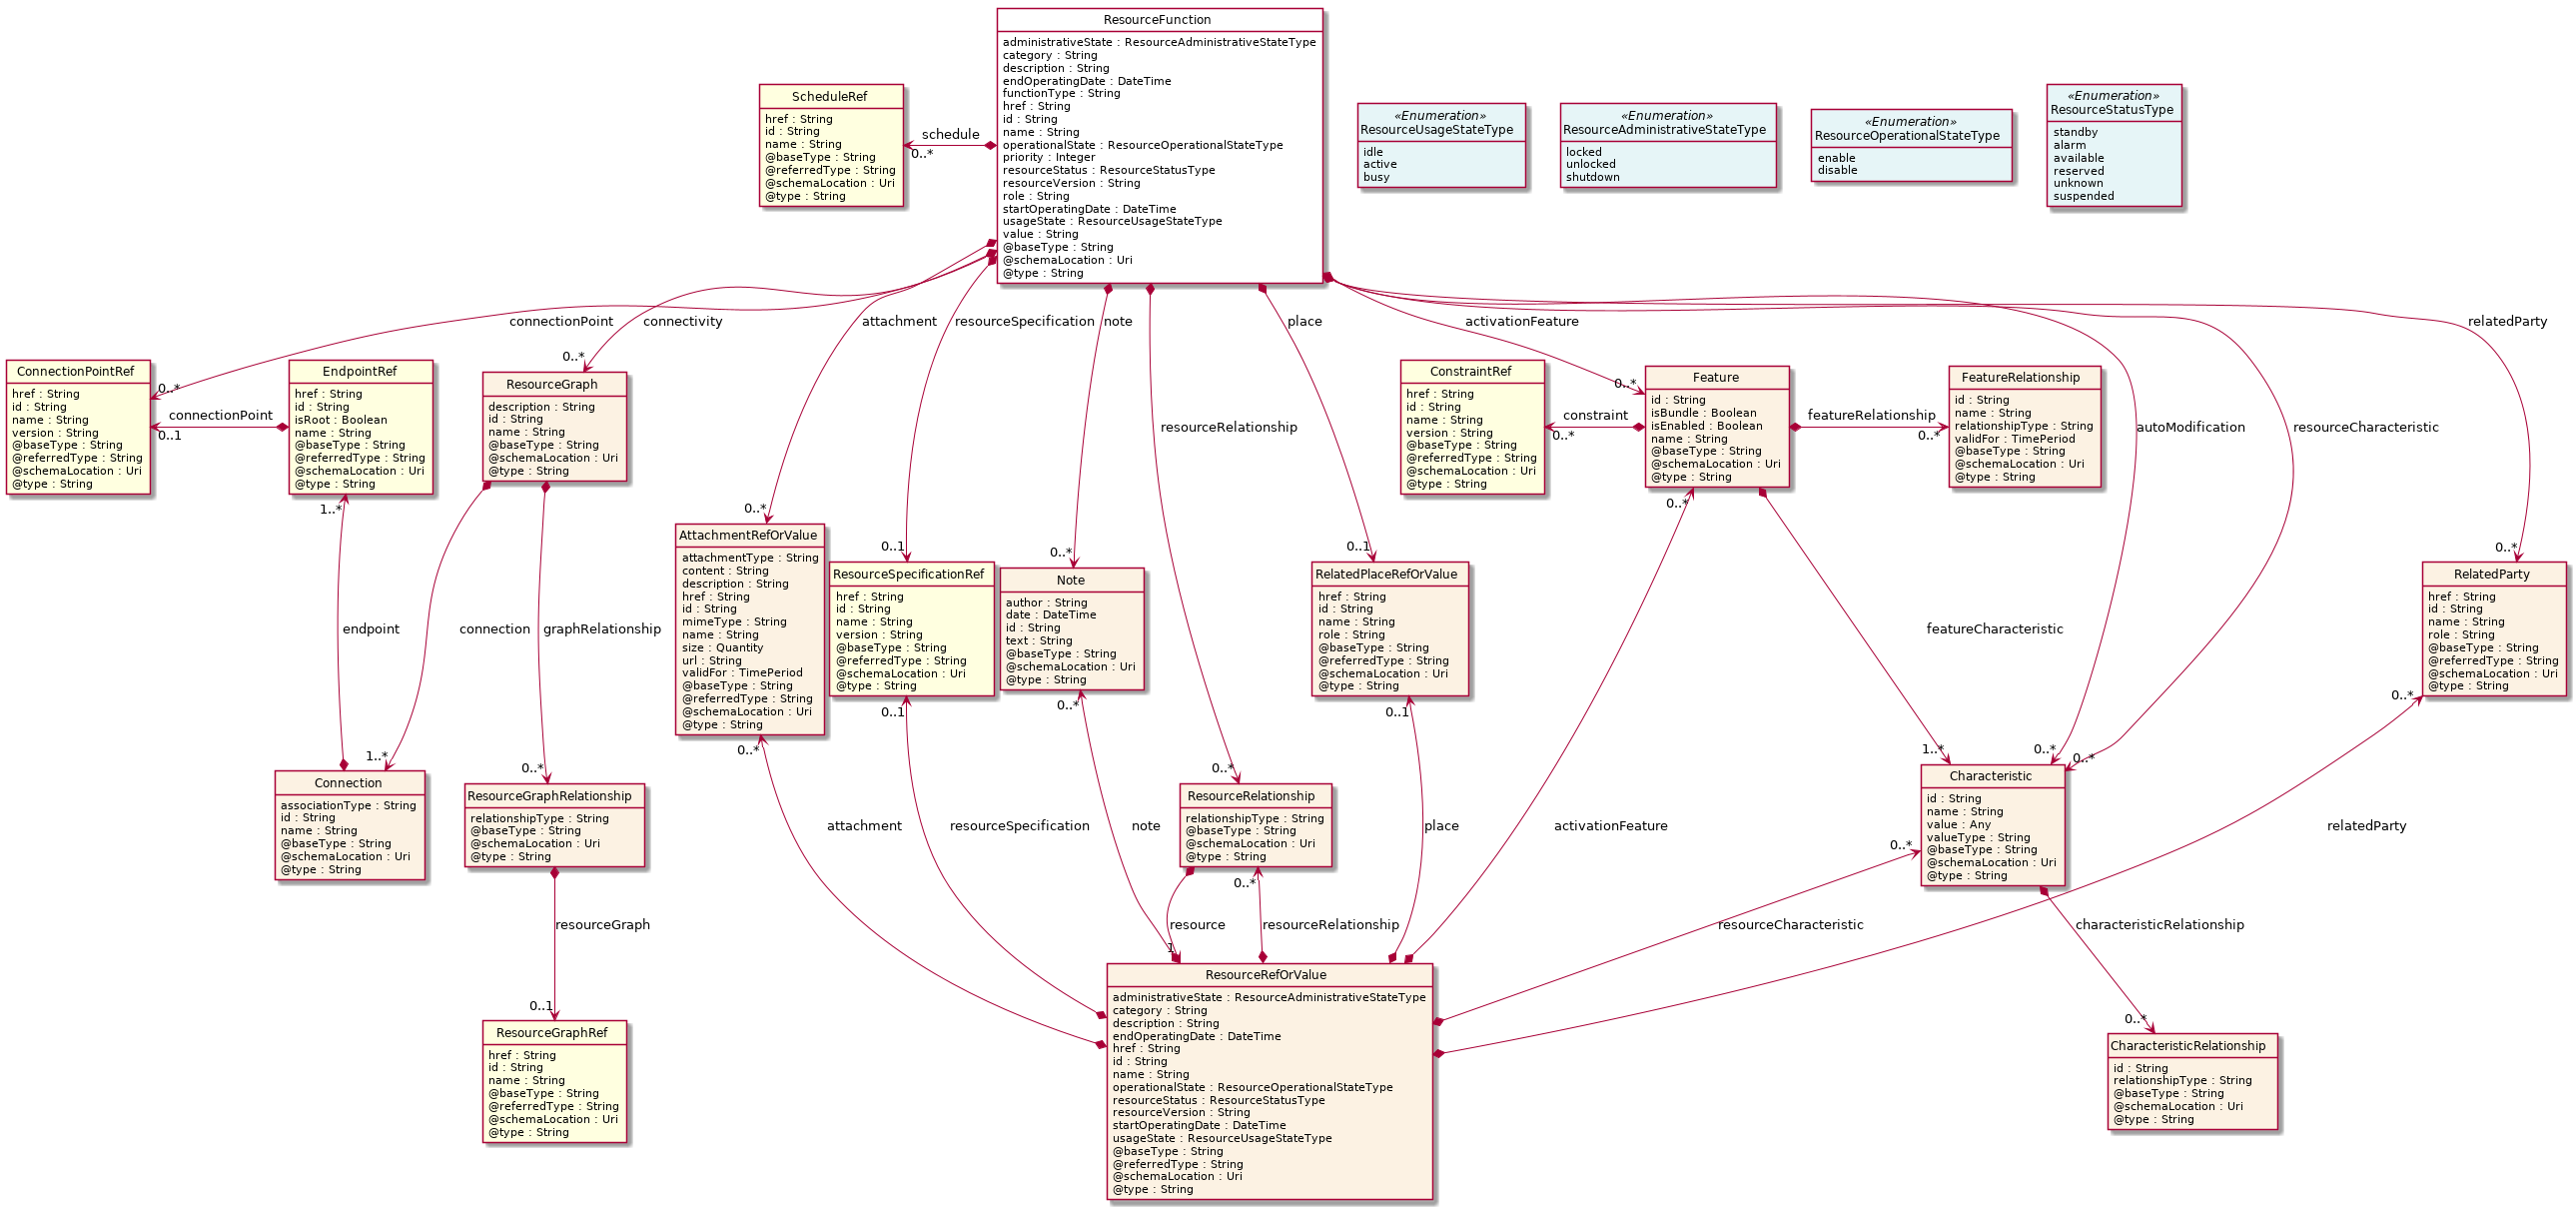 ResourceFunction
administrativeState : ResourceAdministrativeStateType
category : String
description : String
endOperatingDate : DateTime
functionType : String
href : String
id : String
name : String
operationalState : ResourceOperationalStateType
priority : Integer
resourceStatus : ResourceStatusType
resourceVersion : String
role : String
startOperatingDate : DateTime
usageState : ResourceUsageStateType
value : String
@baseType : String
@schemaLocation : Uri
@type : String
ScheduleRef
href : String
id : String
name : String
@baseType : String
@referredType : String
@schemaLocation : Uri
@type : String
schedule
0..*
«Enumeration»
ResourceUsageStateType
idle
active
busy
«Enumeration»
ResourceAdministrativeStateType
locked
unlocked
shutdown
«Enumeration»
ResourceOperationalStateType
enable
disable
«Enumeration»
ResourceStatusType
standby
alarm
available
reserved
unknown
suspended
connectionPoint
connectivity
attachment
resourceSpecification
note
place
activationFeature
relatedParty
0..*
0..*
0..*
ConnectionPointRef
href : String
id : String
name : String
version : String
@baseType : String
@referredType : String
@schemaLocation : Uri
@type : String
connectionPoint
0..1
EndpointRef
href : String
id : String
isRoot : Boolean
name : String
@baseType : String
@referredType : String
@schemaLocation : Uri
@type : String
1..*
ResourceGraph
description : String
id : String
name : String
@baseType : String
@schemaLocation : Uri
@type : String
resourceRelationship
ConstraintRef
href : String
id : String
name : String
version : String
@baseType : String
@referredType : String
@schemaLocation : Uri
@type : String
constraint
0..*
Feature
id : String
isBundle : Boolean
isEnabled : Boolean
name : String
@baseType : String
@schemaLocation : Uri
@type : String
0..*
featureRelationship
0..*
FeatureRelationship
id : String
name : String
relationshipType : String
validFor : TimePeriod
@baseType : String
@schemaLocation : Uri
@type : String
autoModification
resourceCharacteristic
0..*
0..1
0..*
0..1
0..*
AttachmentRefOrValue
attachmentType : String
content : String
description : String
href : String
id : String
mimeType : String
name : String
size : Quantity
url : String
validFor : TimePeriod
@baseType : String
@referredType : String
@schemaLocation : Uri
@type : String
0..*
ResourceSpecificationRef
href : String
id : String
name : String
version : String
@baseType : String
@referredType : String
@schemaLocation : Uri
@type : String
0..1
Note
author : String
date : DateTime
id : String
text : String
@baseType : String
@schemaLocation : Uri
@type : String
0..*
RelatedPlaceRefOrValue
href : String
id : String
name : String
role : String
@baseType : String
@referredType : String
@schemaLocation : Uri
@type : String
0..1
RelatedParty
href : String
id : String
name : String
role : String
@baseType : String
@referredType : String
@schemaLocation : Uri
@type : String
0..*
endpoint
connection
graphRelationship
featureCharacteristic
1..*
0..*
0..*
1..*
0..*
0..*
Connection
associationType : String
id : String
name : String
@baseType : String
@schemaLocation : Uri
@type : String
ResourceGraphRelationship
relationshipType : String
@baseType : String
@schemaLocation : Uri
@type : String
attachment
resourceSpecification
note
ResourceRelationship
relationshipType : String
@baseType : String
@schemaLocation : Uri
@type : String
0..*
place
activationFeature
Characteristic
id : String
name : String
value : Any
valueType : String
@baseType : String
@schemaLocation : Uri
@type : String
0..*
relatedParty
resourceGraph
0..1
resource
1
resourceRelationship
resourceCharacteristic
characteristicRelationship
0..*
ResourceGraphRef
href : String
id : String
name : String
@baseType : String
@referredType : String
@schemaLocation : Uri
@type : String
ResourceRefOrValue
administrativeState : ResourceAdministrativeStateType
category : String
description : String
endOperatingDate : DateTime
href : String
id : String
name : String
operationalState : ResourceOperationalStateType
resourceStatus : ResourceStatusType
resourceVersion : String
startOperatingDate : DateTime
usageState : ResourceUsageStateType
@baseType : String
@referredType : String
@schemaLocation : Uri
@type : String
CharacteristicRelationship
id : String
relationshipType : String
@baseType : String
@schemaLocation : Uri
@type : String